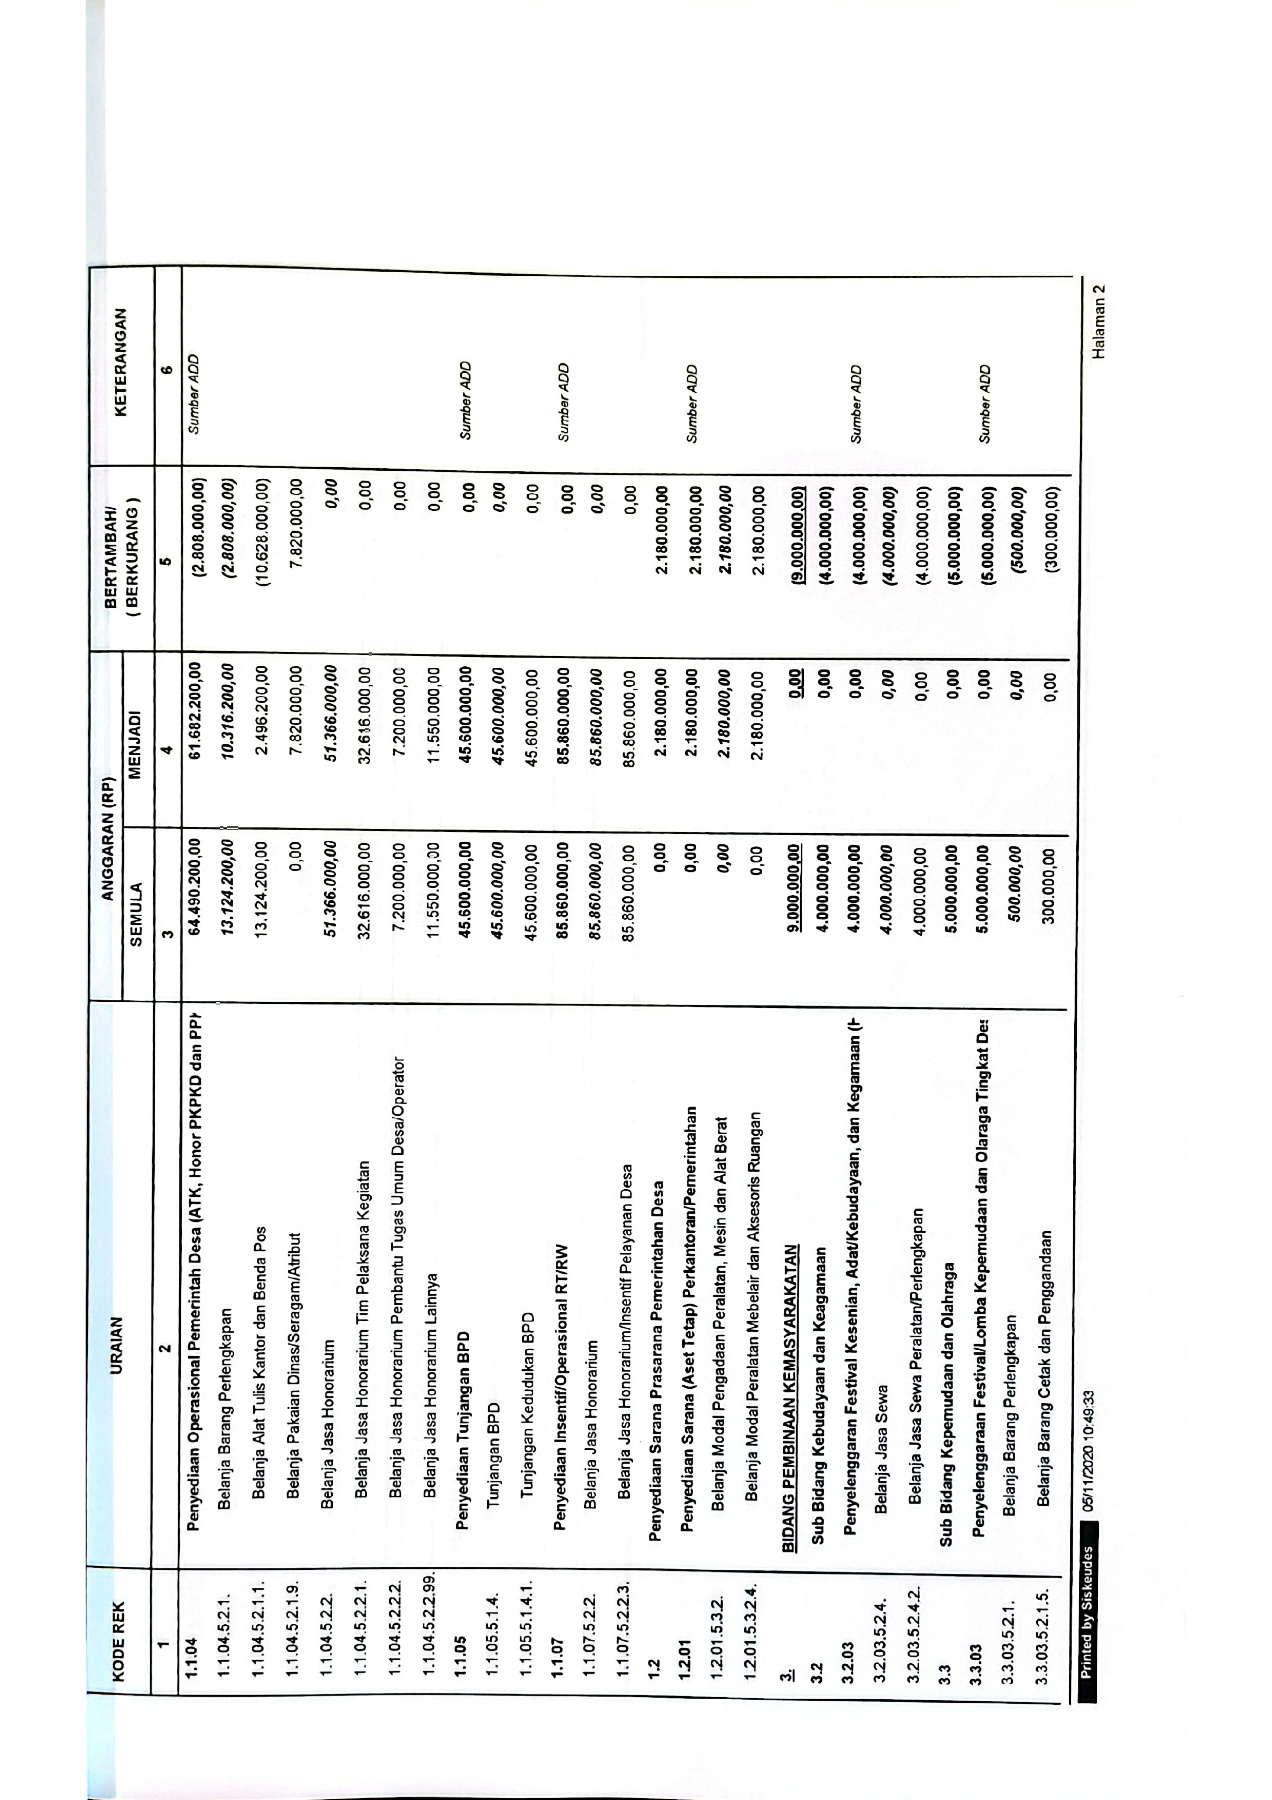 KODE REK URAIAN ANGGARAN (RP) BERTAMBAH/ ( BERKURANG ) KETERANGAN
SEMULA MENJADI
1 2 3 4 5 6
1.1.04 Penyediaan Operasional Pemerintah Desa (ATK, Honor PKPKD dan 64.490.200,00 61.682.200,00 (2.808.000,00) Sumber ADD
1.1.04.5.2.1. Belanja Barang Perlengkapan 13.124.200,00 10.316.200,00 (2.808.000,00)
1.1.04.5.2.1.1. Belanja Alat Tulis Kantor dan Benda Pos 13.124.200,00 2.496.200,00 (10.628.000,00)
1.1.04.5.2.1.9. Belanja Pakaian Dinas/Seragam/Atribut 0,00 7.820.000,00 7.820.000,00
1.1.04.5.2.2. Belanja Jasa Honorarium 51.366.000,00 51.366.000,00 0,00
1.1.04.5.2.2.1. Belanja Jasa Honorarium Tim Pelaksana Kegiatan 32.616.000,00 32.616.000,00 0,00
1.1.04.5.2.2.2. Belanja Jasa Honorarium Pembantu Tugas Umum Desa/Operator 7.200.000,00 7.200.000,00 0,00
1.1.04.5.2.2.99. Belanja Jasa Honorarium Lainnya 11.550.000,00 11.550.000,00 0,00
1.1.05 Penyediaan Tunjangan BPD 45.600.000,00 45.600.000,00 0,00 Sumber ADD
1.1.05.5.1.4. Tunjangan BPD 45.600.000,00 45.600.000,00 0,00
1.1.05.5.1.4.1. Tunjangan Kedudukan BPD 45.600.000,00 45.600.000,00 0,00
1.1.07 Penyediaan Insentif/Operasional RT/RW 85.860.000,00 85.860.000,00 0,00 Sumber ADD
1.1.07.5.2.2. Belanja Jasa Honorarium 85.860.000,00 85.860.000,00 0,00
1.1.07.5.2.2.3. Belanja Jasa Honorarium/Insentif Pelayanan Desa 85.860.000,00 85.860.000,00 0,00
1.2 Penyediaan Sarana Prasarana Pemerintahan Desa 0,00 2.180.000,00 2.180.000,00
1.2.01 Penyediaan Sarana (Aset Tetap) Perkantoran/Pemerintahan 0,00 2.180.000,00 2.180.000,00 Sumber ADD
1.2.01.5.3.2. Belanja Modal Pengadaan Peralatan, Mesin dan Alat Berat 0,00 2.180.000,00 2.180.000,00
1.2.01.5.3.2.4. Belanja Modal Peralatan Mebelair dan Aksesoris Ruangan 0,00 2.180.000,00 2.180.000,00
3. BIDANG PEMBINAAN KEMASYARAKATAN 9.000.000,00 0,00 (9.000.000,00)
3.2 Sub Bidang Kebudayaan dan Keagamaan 4.000.000,00 0,00 (4.000.000,00)
3.2.03 Penyelenggaran Festival Kesenian, Adat/Kebudayaan, dan Kegamaan 4.000.000,00 0,00 (4.000.000,00) Sumber ADD
3.2.03.5.2.4. Belanja Jasa Sewa 4.000.000,00 0,00 (4.000.000,00)
3.2.03.5.2.4.2. Belanja Jasa Sewa Peralatan/Perlengkapan 4.000.000,00 0,00 (4.000.000,00)
3.3 Sub Bidang Kepemudaan dan Olahraga 5.000.000,00 0,00 (5.000.000,00)
3.3.03 Penyelenggaraan Festival/Lomba Kepemudaan dan Olaraga Tingkat 5.000.000,00 0,00 (5.000.000,00) Sumber ADD
3.3.03.5.2.1. Belanja Barang Perlengkapan 500.000,00 0,00 (500.000,00)
3.3.03.5.2.1.5. Belanja Barang Cetak dan Penggandaan 300.000,00 0,00 (300.000,00)
Printed by Siskeudes 05/11/2020 10:49:33 Halaman 2